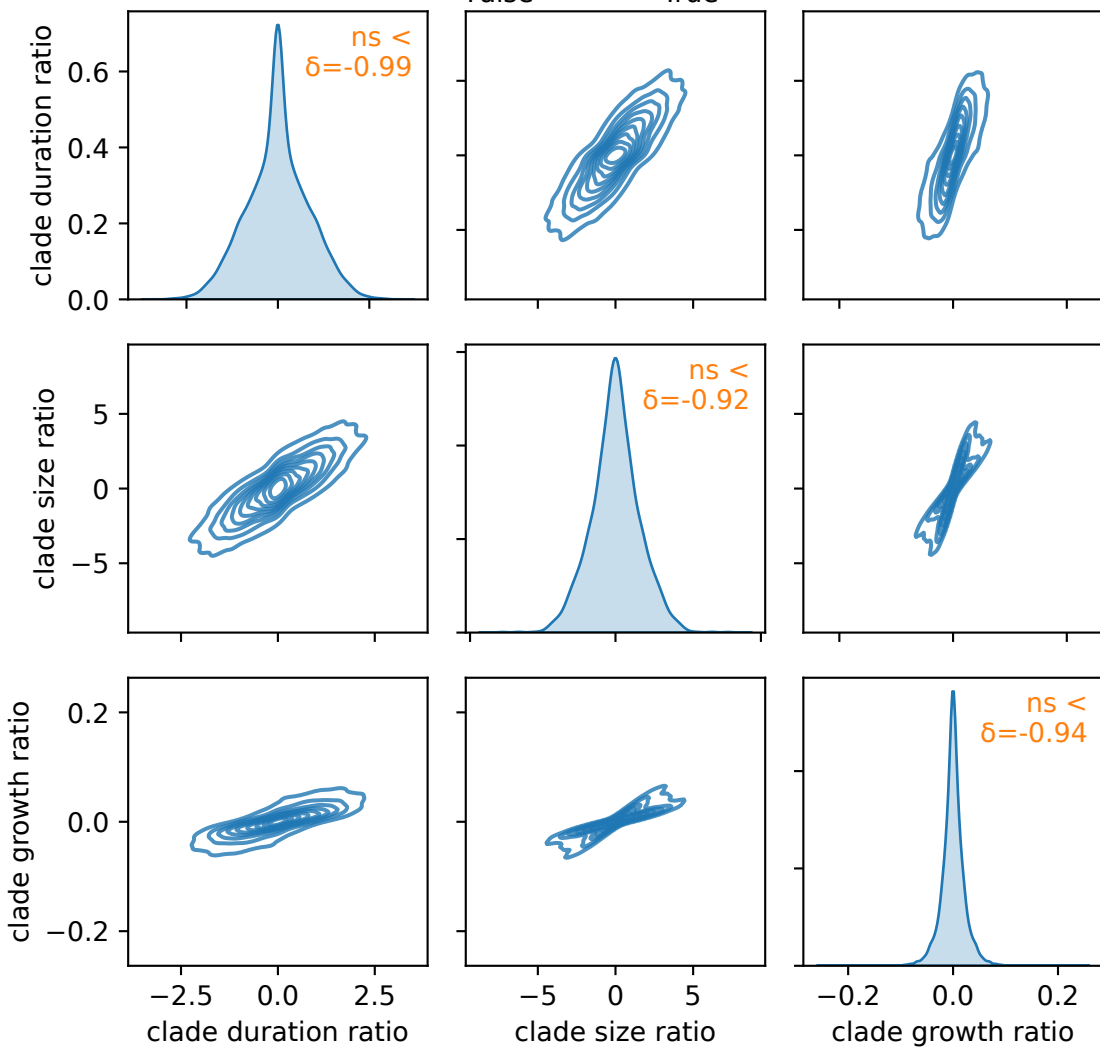 True
clade duration ratio
0.6
0.4
0.2
0.0
ns <
δ=-0.99
clade size ratio
5
0
−5
ns <
δ=-0.92
clade growth ratio
0.2
0.0
−0.2
ns <
δ=-0.94
−2.5 0.0 2.5
clade duration ratio
−5 0 5
clade size ratio
−0.2 0.0 0.2
clade growth ratio